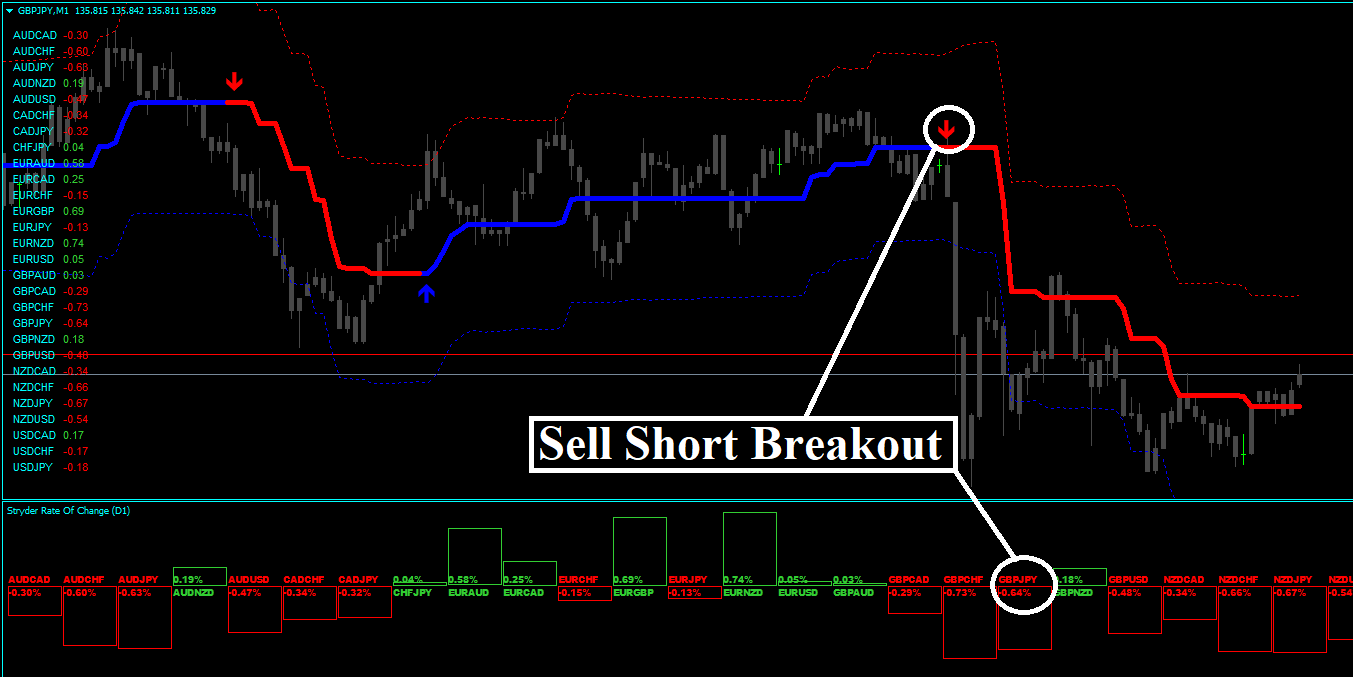 GBPJPY,M1 135.815 135.842 135.811 135.829
AUDCAD -0.30
AUDCHF -0.60
AUDJPY -0.63
AUDNZD 0.19
AUDUSD -0.47
CADCHF -0.34
CADJPY -0.32
CHFJPY 0.04
EURAUD 0.58
EURCAD 0.25
EURCHF -0.15
EURGBP 0.69
EURJPY -0.13
EURNZD 0.74
EURUSD 0.05
GBPAUD 0.03
GBPCAD -0.29
GBPCHF -0.73
GBPJPY -0.64
GBPNZD 0.18
GBPUSD -0.48
NZDCAD -0.34
NZDCHF -0.66
NZDJPY -0.67
NZDUSD -0.54
USDCAD 0.17
USDCHF -0.17
USDJPY -0.18
Sell Short Breakout
Stryder Rate Of Change (D1)
AUDCAD AUDCHF AUDJPY 0.19% AUDUSD CADCHF CADJPY 0.04% 0.58% 0.25% EURCHF 0.69% EURJPY 0.74% 0.05% 0.03% GBPCAD GBPCHF GBPJPY 0.18% GBPUSD NZDCAD NZDCHF NZDJPY NZDU
-0.30% -0.60% -0.63% AUDNZD -0.47% -0.34% -0.32% CHFJPY EURAUD EURCAD -0.15% EURGBP -0.13% EURNZD EURUSD GBPAUD -0.29% -0.73% -0.64% GBPNZD -0.48% -0.34% -0.66% -0.67% -0.54